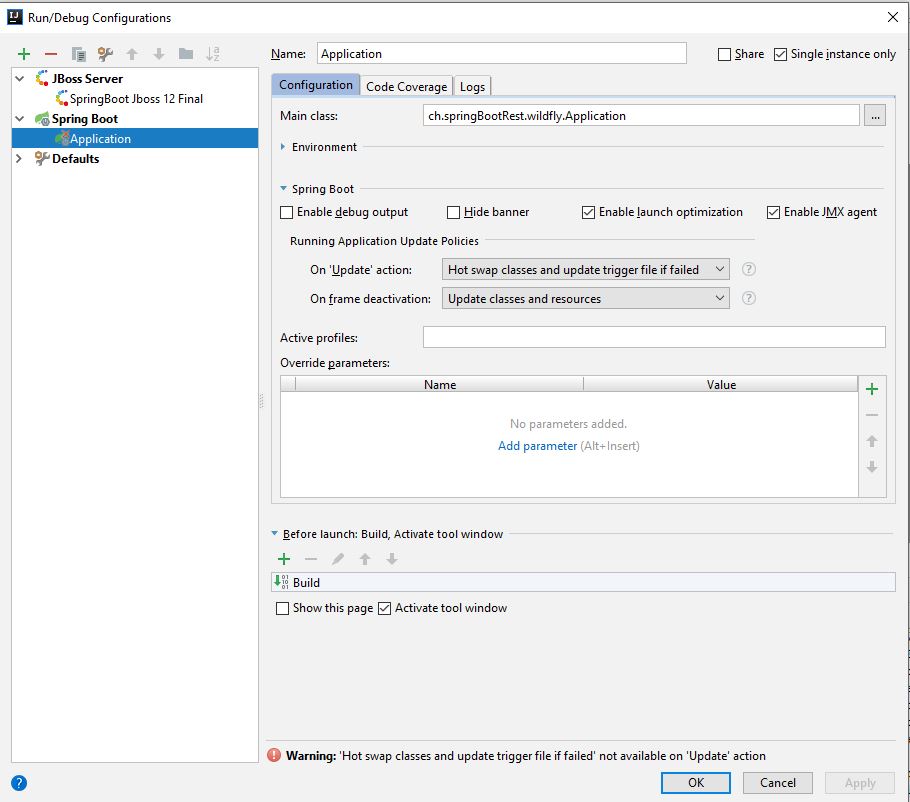 Run/Debug Configurations
Name: Application Share Single instance only
JBoss Server
SpringBoot Jboss 12 Final
Spring Boot
Application
Defaults
Configuration Code Coverage Logs
Main class: ch.springBootRest.wildfly.Application ...
Environment
Spring Boot
Enable debug output Hide banner Enable launch optimization Enable JMX agent
Running Application Update Policies
On 'Update' action: Hot swap classes and update trigger file if failed ?
On frame deactivation: Update classes and resources ?
Active profiles:
Override parameters:
Name Value
No parameters added.
Add parameter (Alt+Insert)
Before launch: Build, Activate tool window
Build
Show this page Activate tool window
Warning: 'Hot swap classes and update trigger file if failed' not available on 'Update' action
? OK Cancel Apply